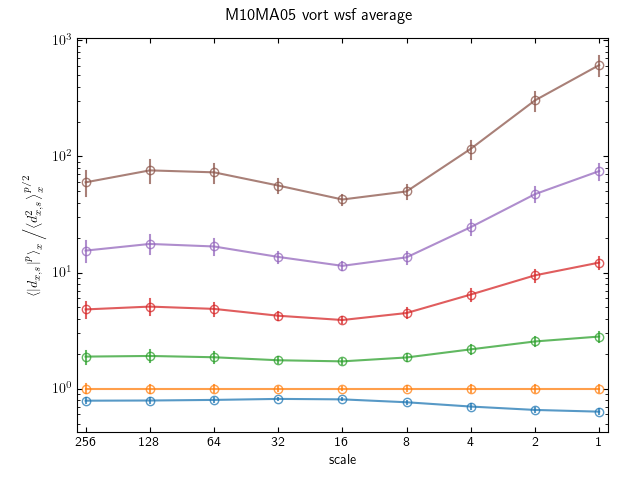 M10MA05 vort wsf average
⟨|d_{x,s}|^p⟩_x / ⟨d_{x,s}^2⟩_x^{p/2}
10^3
10^2
10^1
10^0
256 128 64 32 16 8 4 2 1
scale